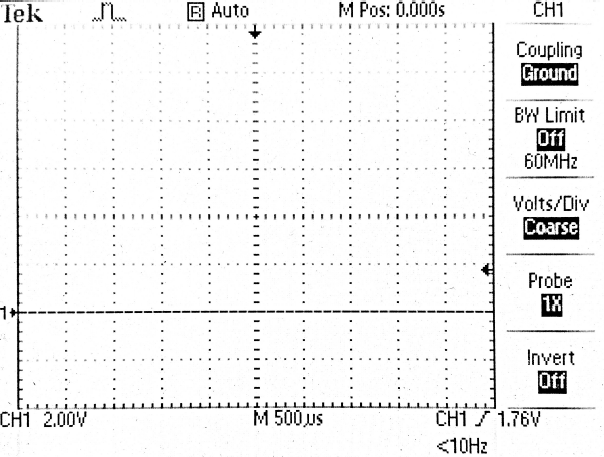 Tek R Auto M Pos: 0.000s CH1
Coupling
Ground
BW Limit
Off
60MHz
Volts/Div
Coarse
Probe
1X
Invert
Off
1
CH1 2.00V M 500µs CH1 1.76V
<10Hz